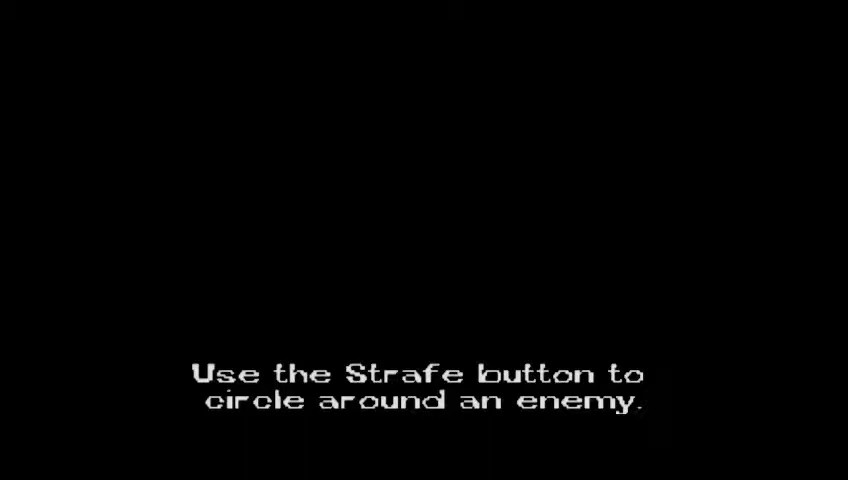 Use the Strafe button to
circle around an enemy.